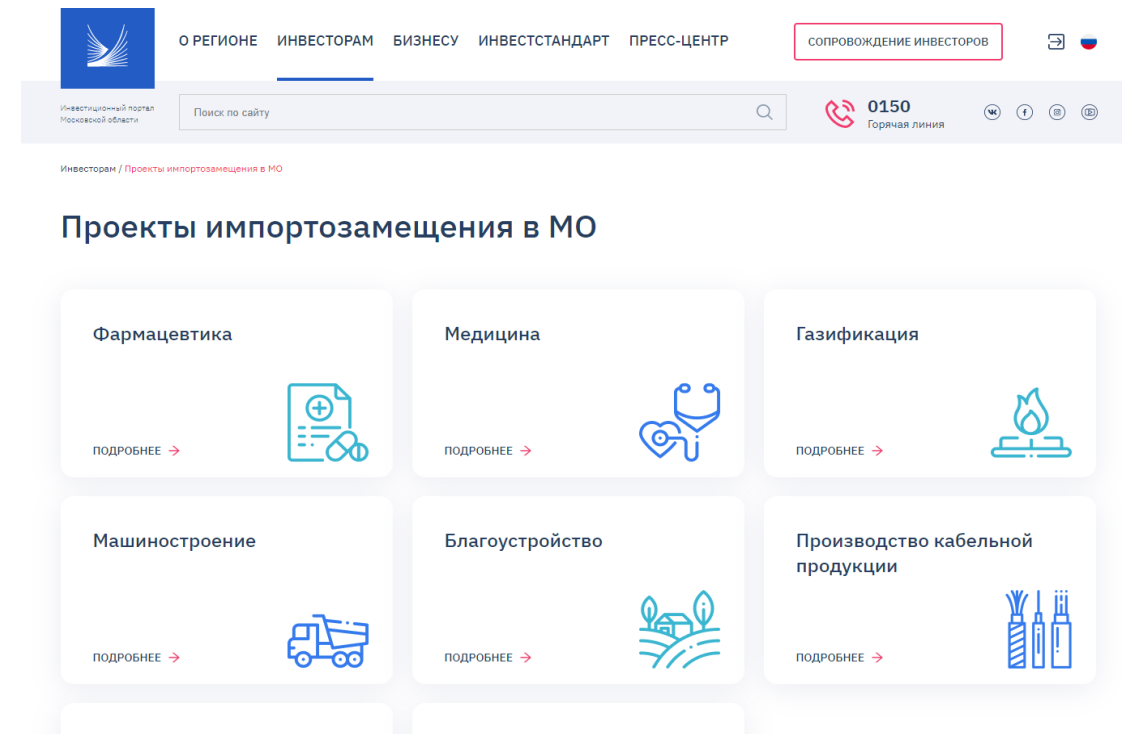 О РЕГИОНЕ ИНВЕСТОРАМ БИЗНЕСУ ИНВЕСТСТАНДАРТ ПРЕСС-ЦЕНТР СОПРОВОЖДЕНИЕ ИНВЕСТОРОВ
Инвестиционный портал
Московской области
Поиск по сайту
0150
Горячая линия
Инвесторам / Проекты импортозамещения в МО
Проекты импортозамещения в МО
Фармацевтика
ПОДРОБНЕЕ
Медицина
ПОДРОБНЕЕ
Газификация
ПОДРОБНЕЕ
Машиностроение
ПОДРОБНЕЕ
Благоустройство
ПОДРОБНЕЕ
Производство кабельной
продукции
ПОДРОБНЕЕ